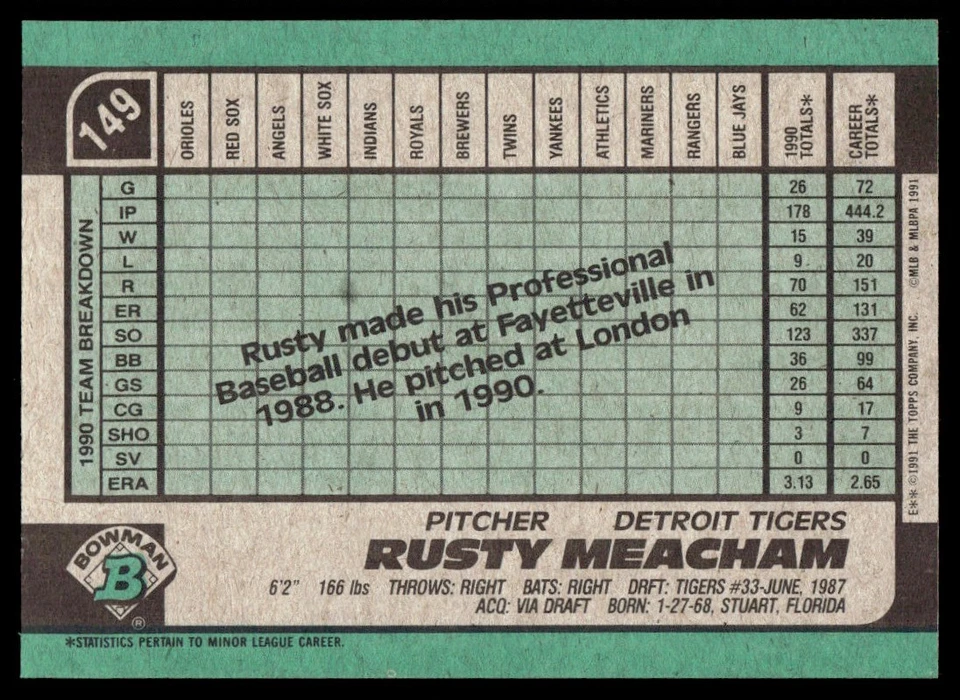 149
ORIOLES RED SOX ANGELS WHITE SOX INDIANS ROYALS BREWERS TWINS YANKEES ATHLETICS MARINERS RANGERS BLUE JAYS 1990 TOTALS* CAREER TOTALS*
1990 TEAM BREAKDOWN
G 26 72
IP 178 444.2
W 15 39
L 9 20
R 70 151
ER 62 131
SO 123 337
BB 36 99
GS 26 64
CG 9 17
SHO 3 7
SV 0 0
ERA 3.13 2.65
Rusty made his Professional
Baseball debut at Fayetteville in
1988. He pitched at London
in 1990.
E** ©1991 THE TOPPS COMPANY, INC. ©MLB & MLBPA 1991
PITCHER DETROIT TIGERS
RUSTY MEACHAM
6'2" 166 lbs THROWS: RIGHT BATS: RIGHT DRFT: TIGERS #33-JUNE, 1987
ACQ: VIA DRAFT BORN: 1-27-68, STUART, FLORIDA
BOWMAN
B
®
*STATISTICS PERTAIN TO MINOR LEAGUE CAREER.